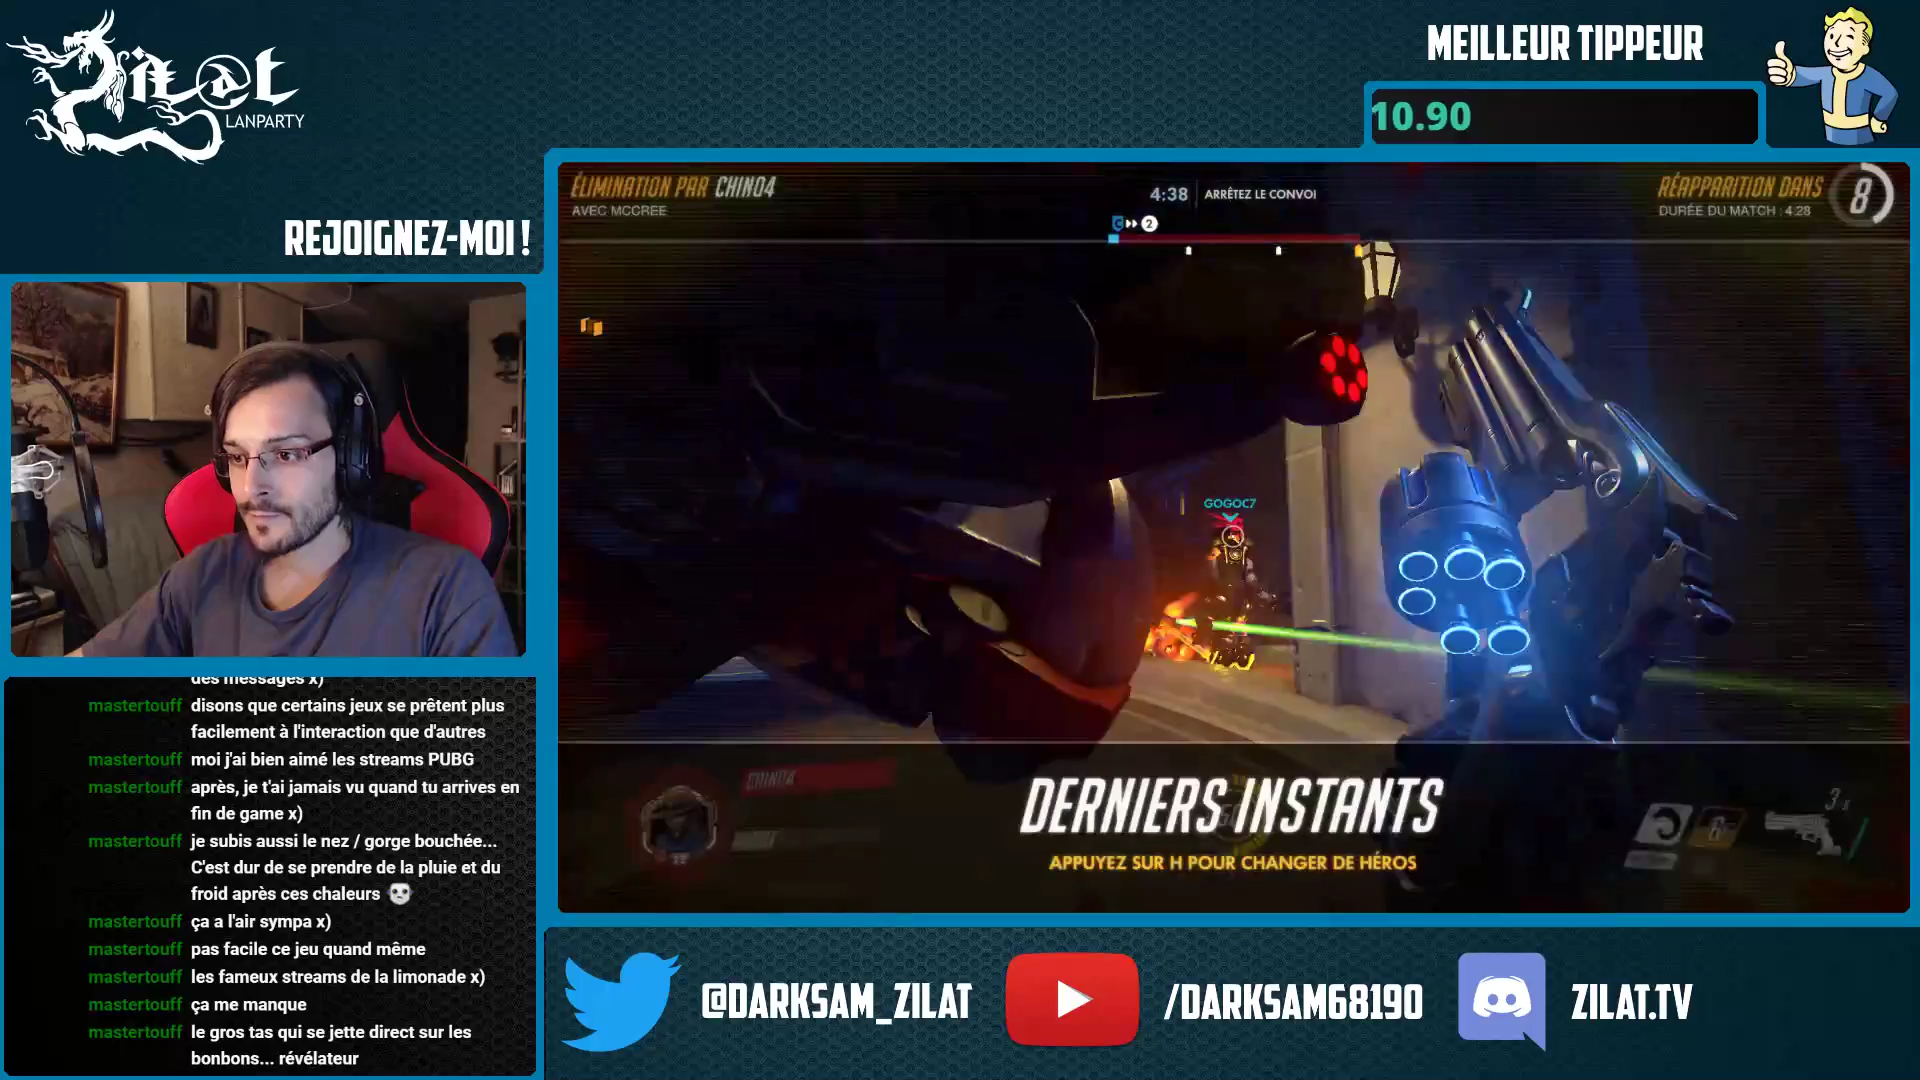 Zil@t
LANPARTY
REJOIGNEZ-MOI !
MEILLEUR TIPPEUR
10.90
ÉLIMINATION PAR CHINO4
AVEC MCCREE
4:38 ARRÊTEZ LE CONVOI
2
RÉAPPARITION DANS
DURÉE DU MATCH : 4:28
8
GOGOC7
CHINO4
DERNIERS INSTANTS
APPUYEZ SUR H POUR CHANGER DE HÉROS
des messages x)
mastertouff disons que certains jeux se prêtent plus
facilement à l'interaction que d'autres
mastertouff moi j'ai bien aimé les streams PUBG
mastertouff après, je t'ai jamais vu quand tu arrives en
fin de game x)
mastertouff je subis aussi le nez / gorge bouchée...
C'est dur de se prendre de la pluie et du
froid après ces chaleurs
mastertouff ça a l'air sympa x)
mastertouff pas facile ce jeu quand même
mastertouff les fameux streams de la limonade x)
mastertouff ça me manque
mastertouff le gros tas qui se jette direct sur les
bonbons... révélateur
@DARKSAM_ZILAT
/DARKSAM68190
ZILAT.TV